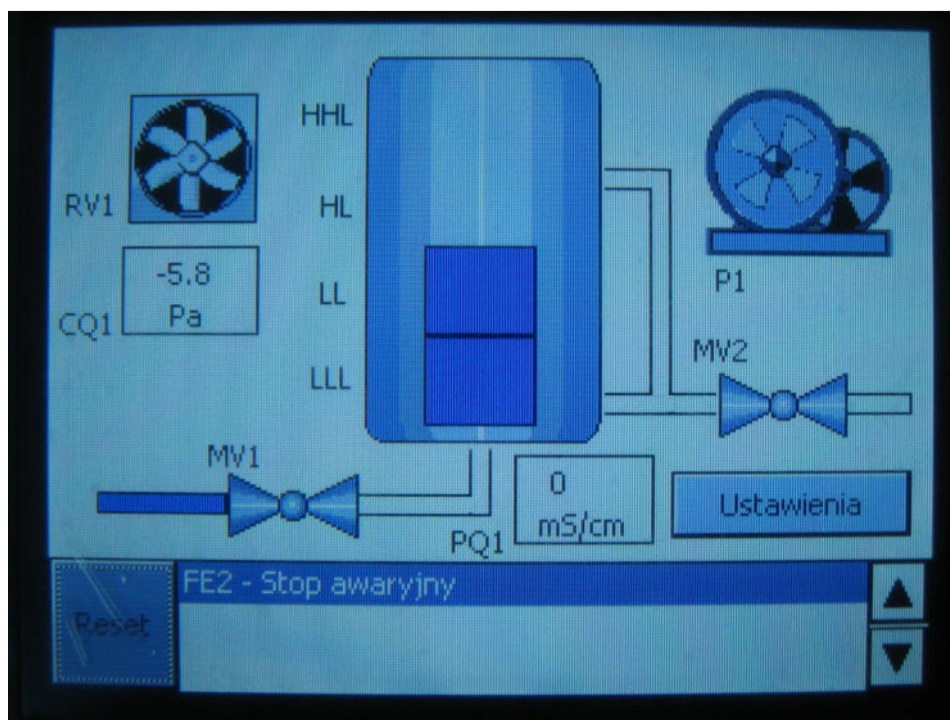 HHL
RV1
HL
-5.8
Pa
CQ1
LL
P1
LLL
MV2
MV1
0
mS/cm
PQ1
Ustawienia
Reset
FE2 - Stop awaryjny